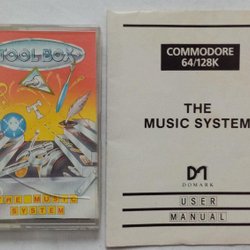 TOOLBOX
THE MUSIC
SYSTEM
COMMODORE
64/128K
THE
MUSIC SYSTEM
DOMARK
USER
MANUAL